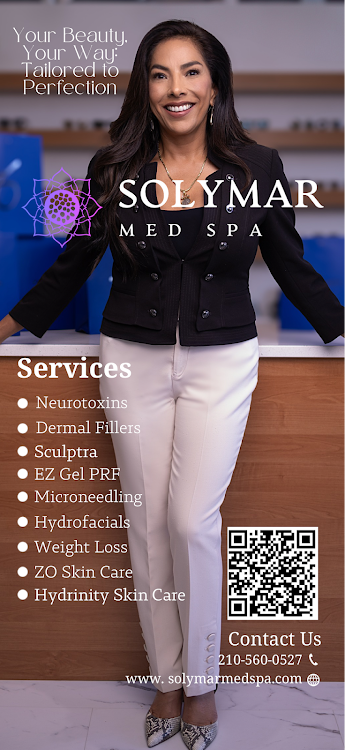 Your Beauty,
Your Way:
Tailored to
Perfection
SOLYMAR
MED SPA
Services
Neurotoxins
Dermal Fillers
Sculptra
EZ Gel PRF
Microneedling
Hydrofacials
Weight Loss
ZO Skin Care
Hydrinity Skin Care
Contact Us
210-560-0527
www. solymarmedspa.com